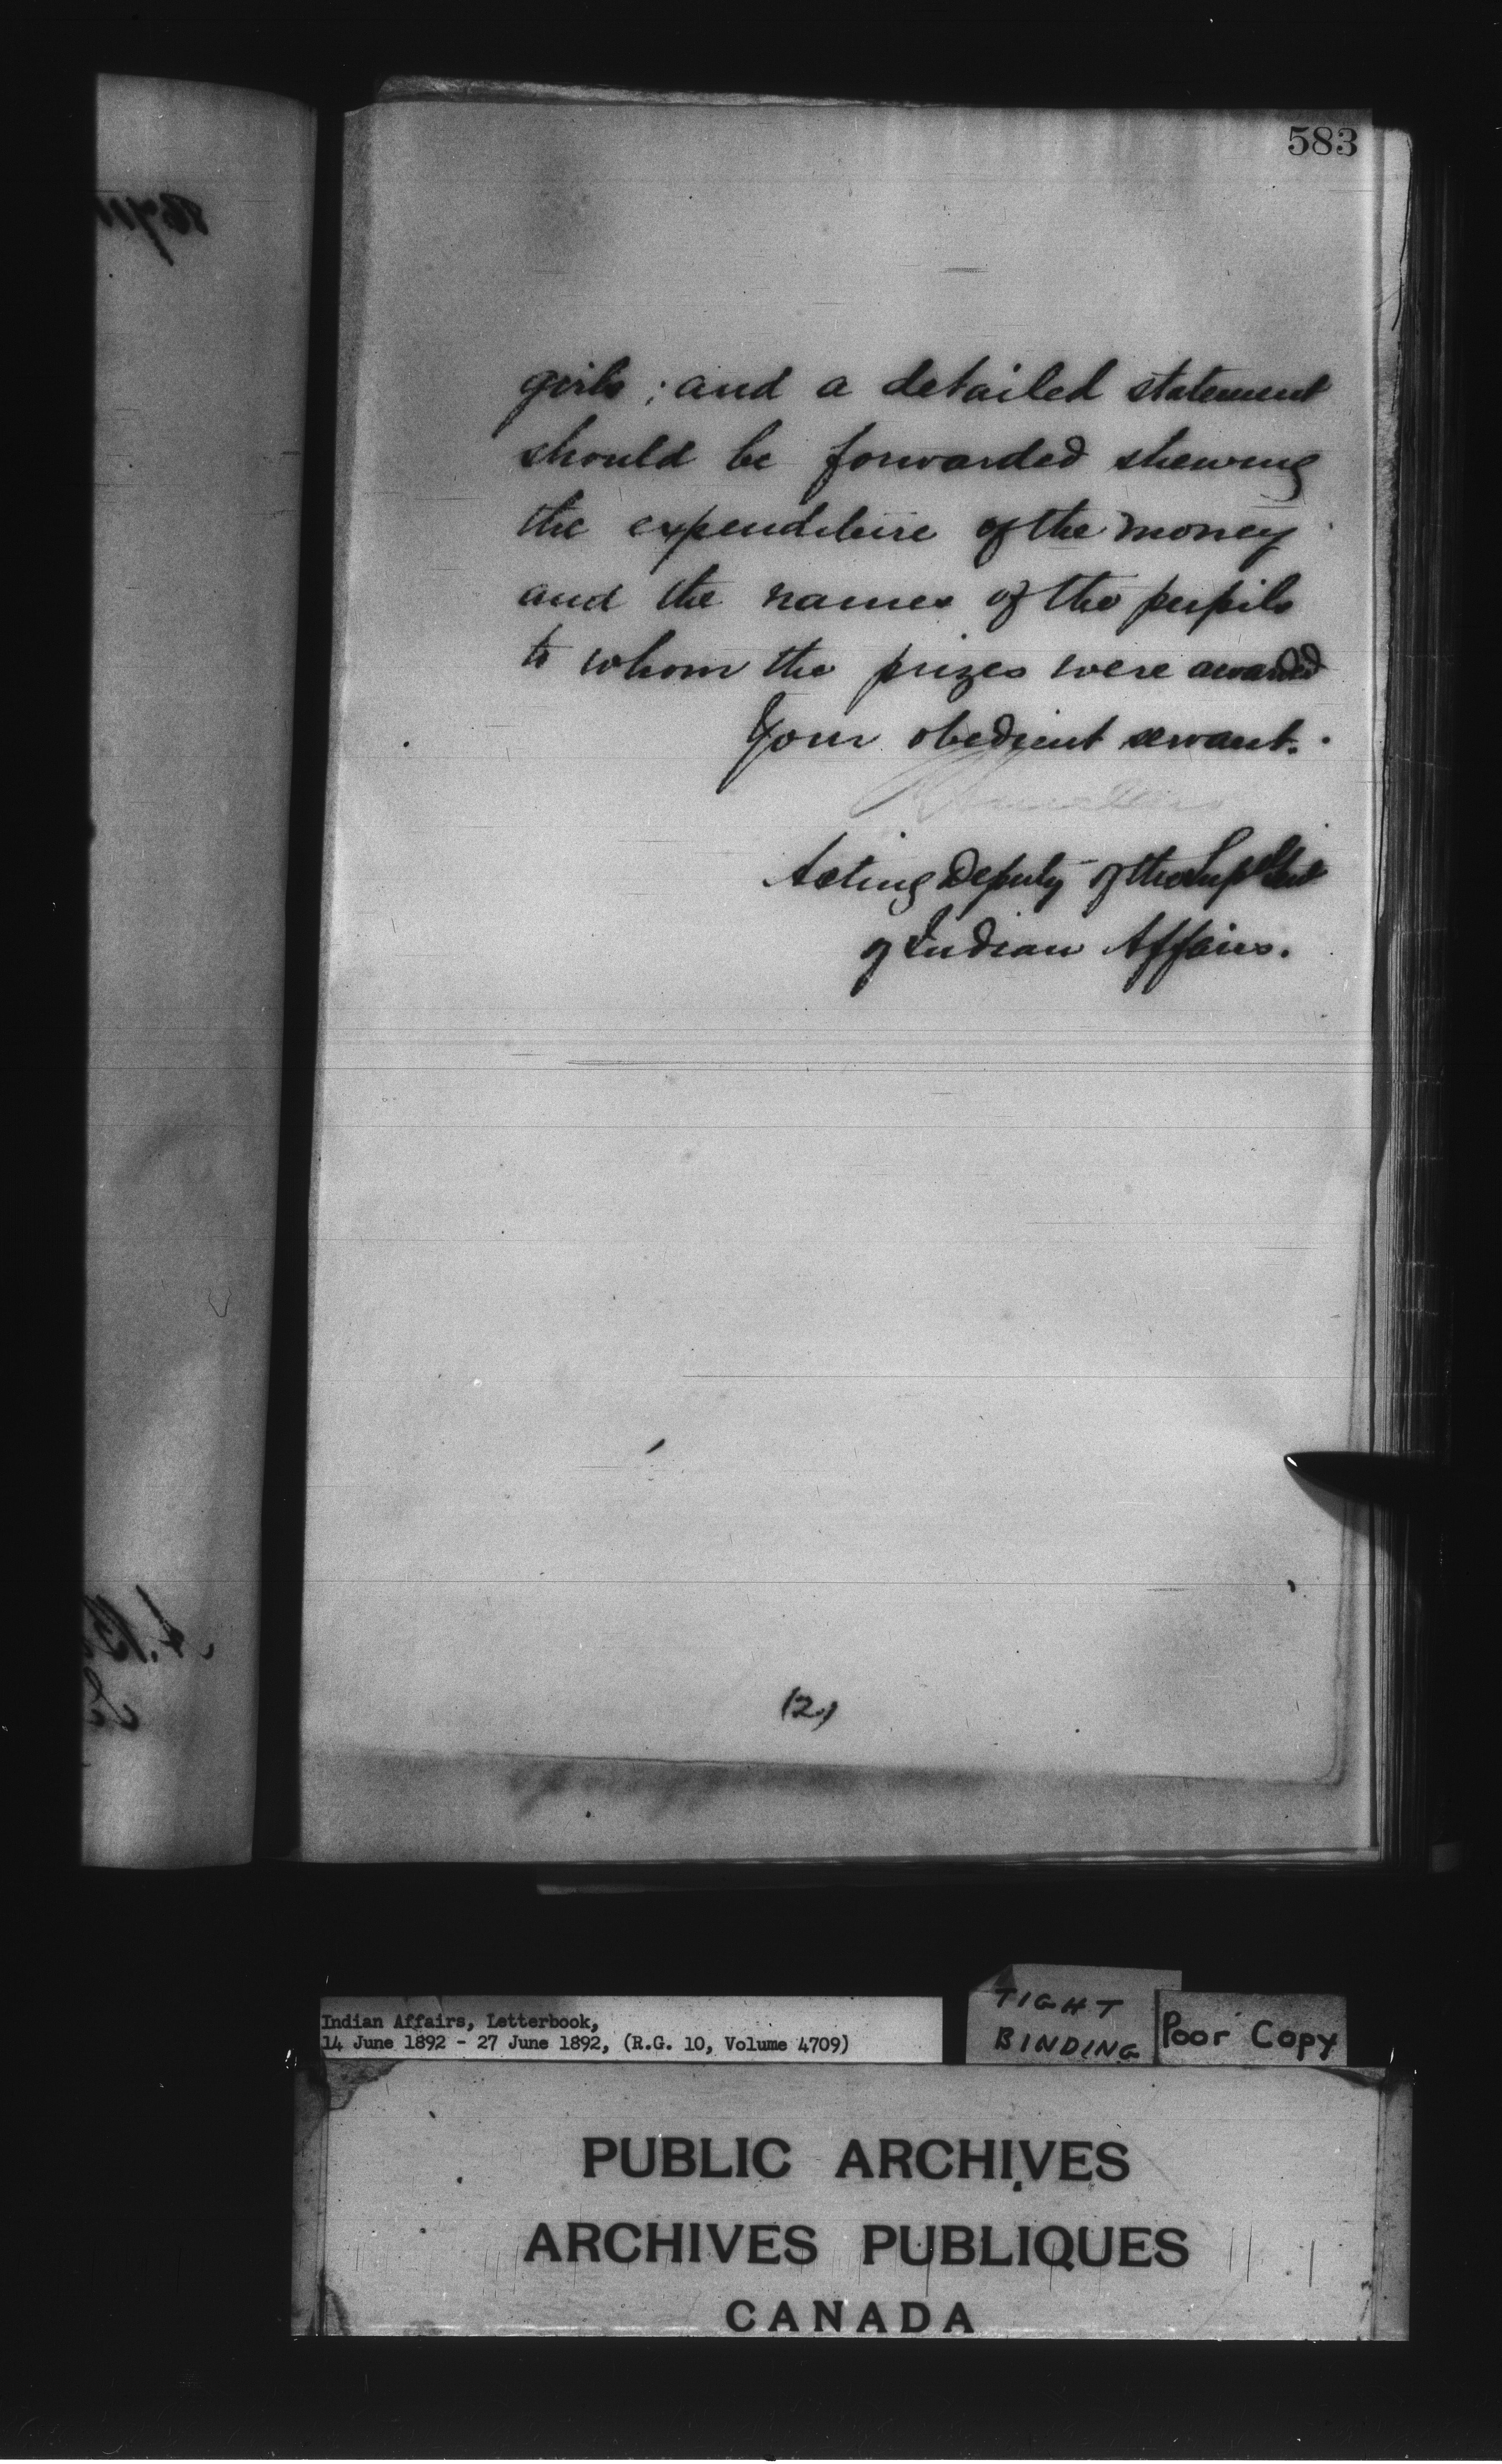 583
girls; and a detailed statement
should be forwarded shewing
the expenditure of the money
and the names of the pupils
to whom the prizes were awarded
Your obedient servant.
Acting Deputy of the Supt Genl
of Indian Affairs.
(2)
Indian Affairs, Letterbook,
14 June 1892 - 27 June 1892, (R.G. 10, Volume 4709)
TIGHT
BINDING
Poor Copy
PUBLIC ARCHIVES
ARCHIVES PUBLIQUES
CANADA